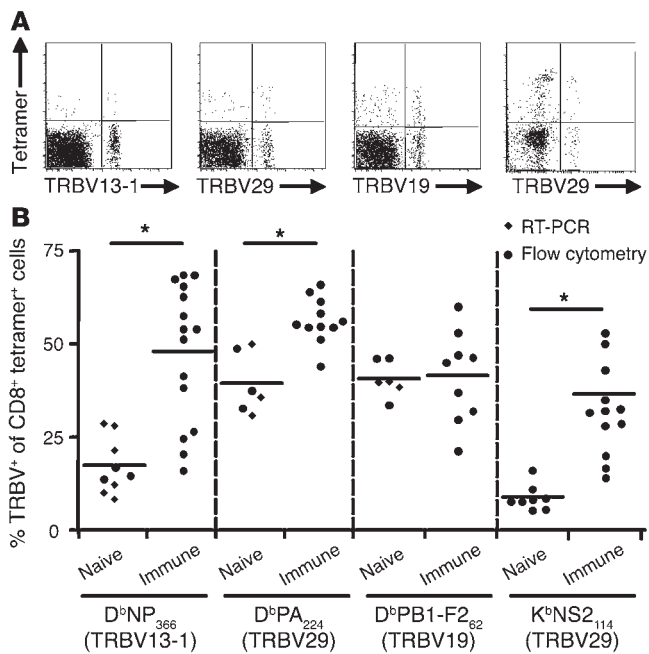 A
Tetramer
TRBV13-1 TRBV29 TRBV19 TRBV29
B
RT-PCR
Flow cytometry
% TRBV⁺ of CD8⁺ tetramer⁺ cells
75
50
25
0
* * *
Naive Immune Naive Immune Naive Immune Naive Immune
DᵇNP₃₆₆ DᵇPA₂₂₄ DᵇPB1-F2₆₂ KᵇNS2₁₁₄
(TRBV13-1) (TRBV29) (TRBV19) (TRBV29)